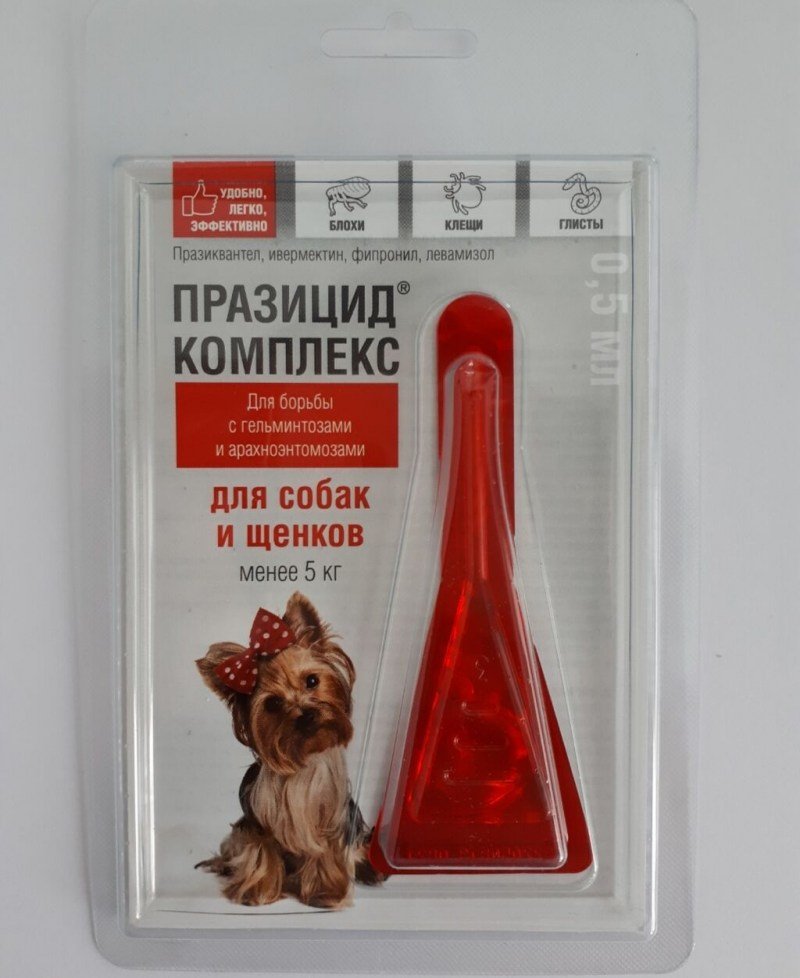 УДОБНО,
ЛЕГКО,
ЭФФЕКТИВНО
БЛОХИ
КЛЕЩИ
ГЛИСТЫ
Празиквантел, ивермектин, фипронил, левамизол
ПРАЗИЦИД®
КОМПЛЕКС
0,5 мл
Для борьбы
с гельминтозами
и арахноэнтомозами
для собак
и щенков
менее 5 кг